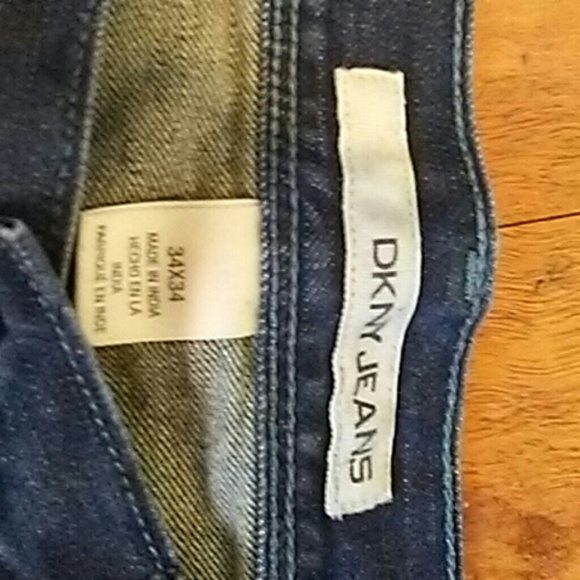 34X34
MADE IN INDIA
HECHO EN LA
INDIA
FABRIQUE EN INDE
DKNY JEANS